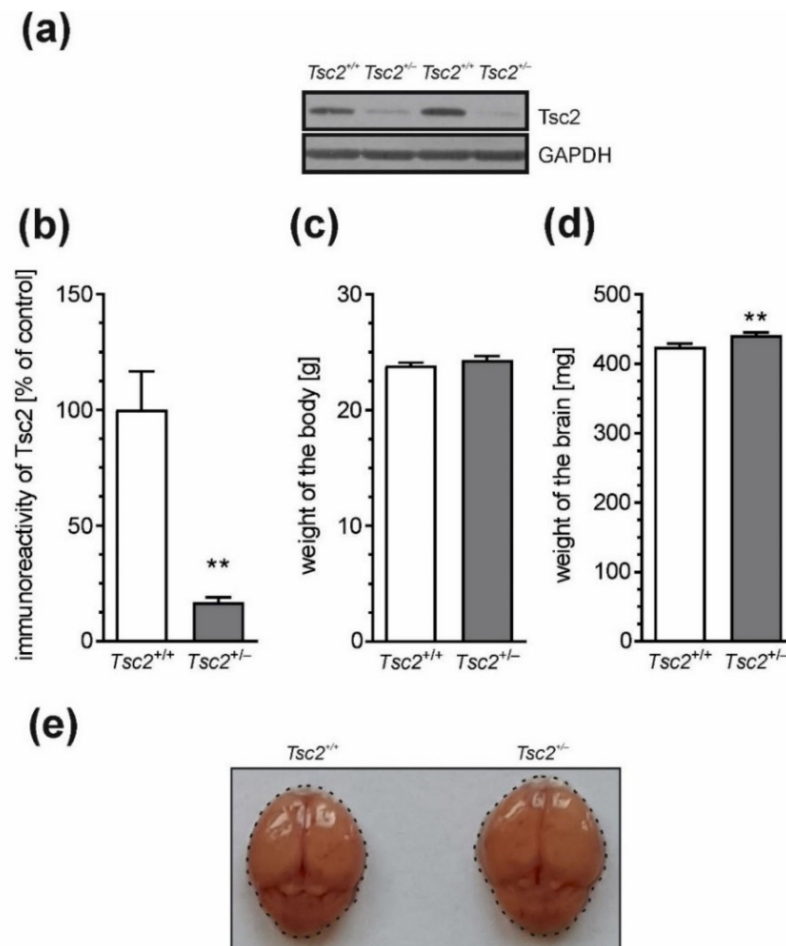 (a)
Tsc2+/+ Tsc2+/– Tsc2+/+ Tsc2+/–
Tsc2
GAPDH
(b)
immunoreactivity of Tsc2 [% of control]
150
100
50
0
**
Tsc2+/+ Tsc2+/–
(c)
weight of the body [g]
30
20
10
0
Tsc2+/+ Tsc2+/–
(d)
weight of the brain [mg]
500
400
450
300
200
100
0
**
Tsc2+/+ Tsc2+/–
(e)
Tsc2+/+ Tsc2+/–